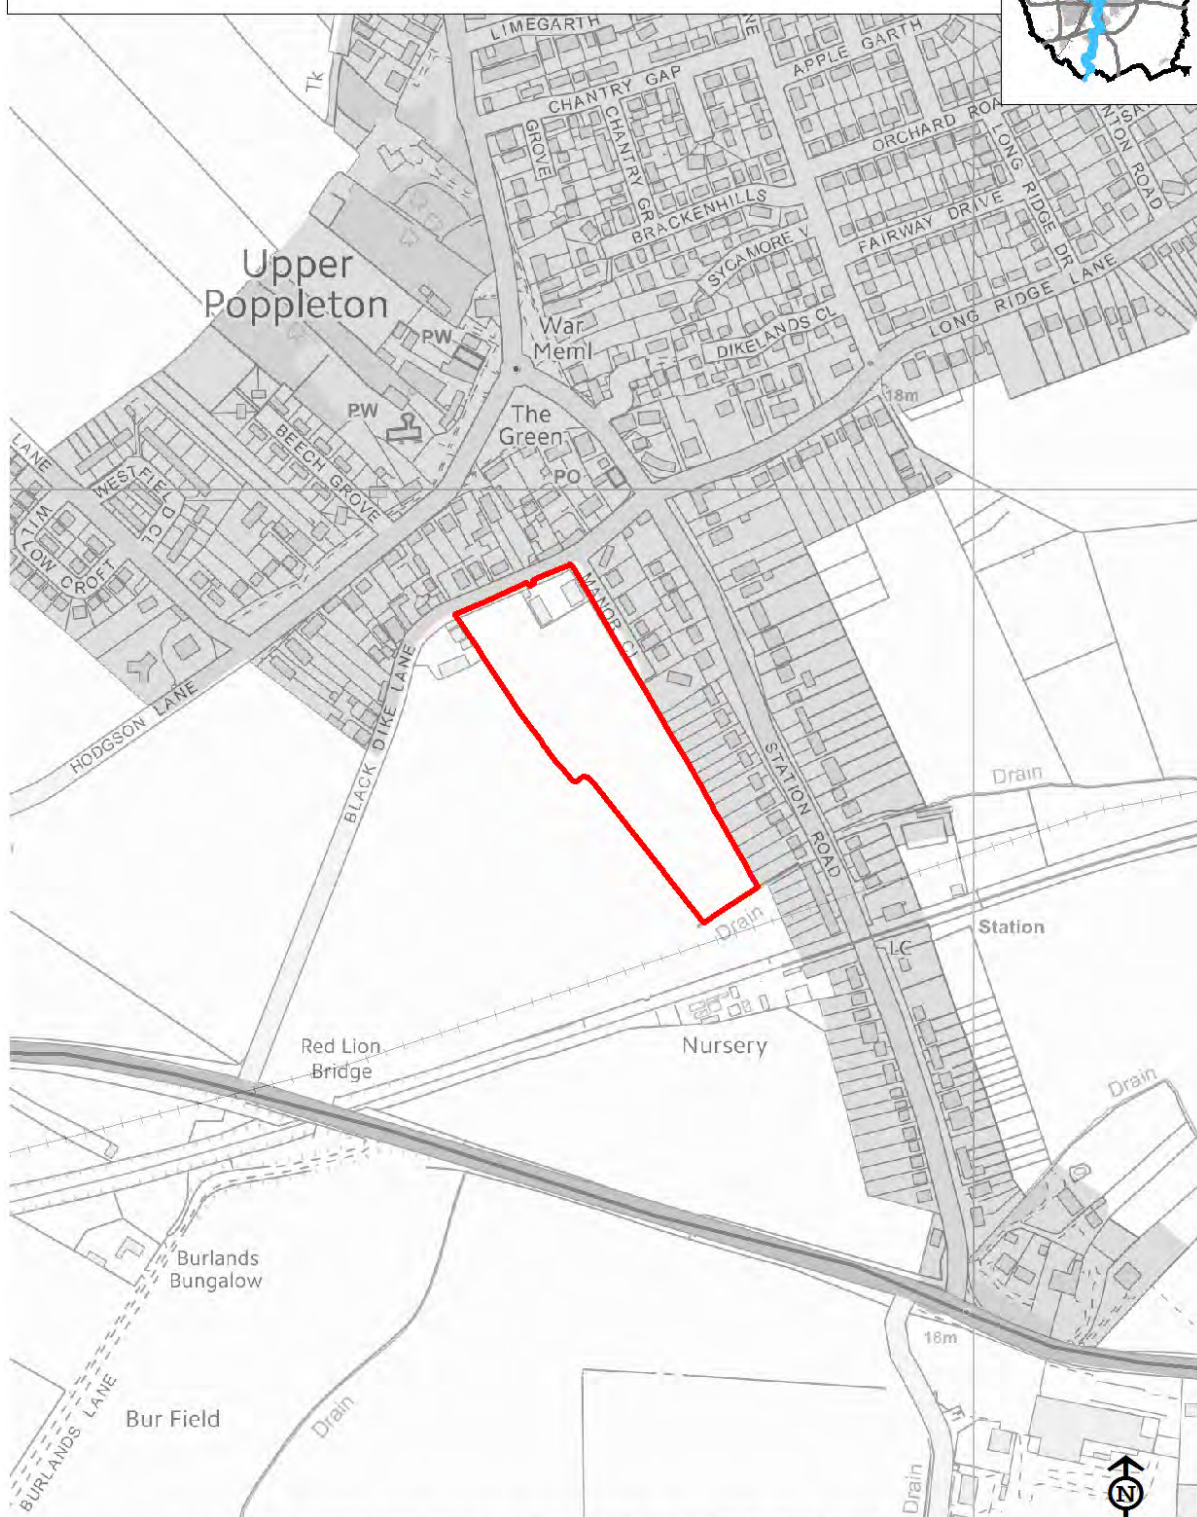 LIMEGARTH
APPLE GARTH
CHANTRY GAP
Tk
GROVE
CHANTRY GR
ORCHARD ROA
LONG RIDGE DR
NTON ROAD
BRACKENHILLS
FAIRWAY DRIVE
SYCAMORE
LONG RIDGE LANE
Upper
Poppleton
PW
War
Meml
DIKELANDS CL
18m
PW
The
Green
BEECH GROVE
PO
LANE
WESTFIELD CL
WILLOW CROFT
MANOR CL
HODGSON LANE
BLACK DIKE LANE
STATION ROAD
Drain
Drain
Station
LC
Red Lion
Bridge
Nursery
Drain
Burlands
Bungalow
18m
BURLANDS LANE
Bur Field
Drain
Drain
N